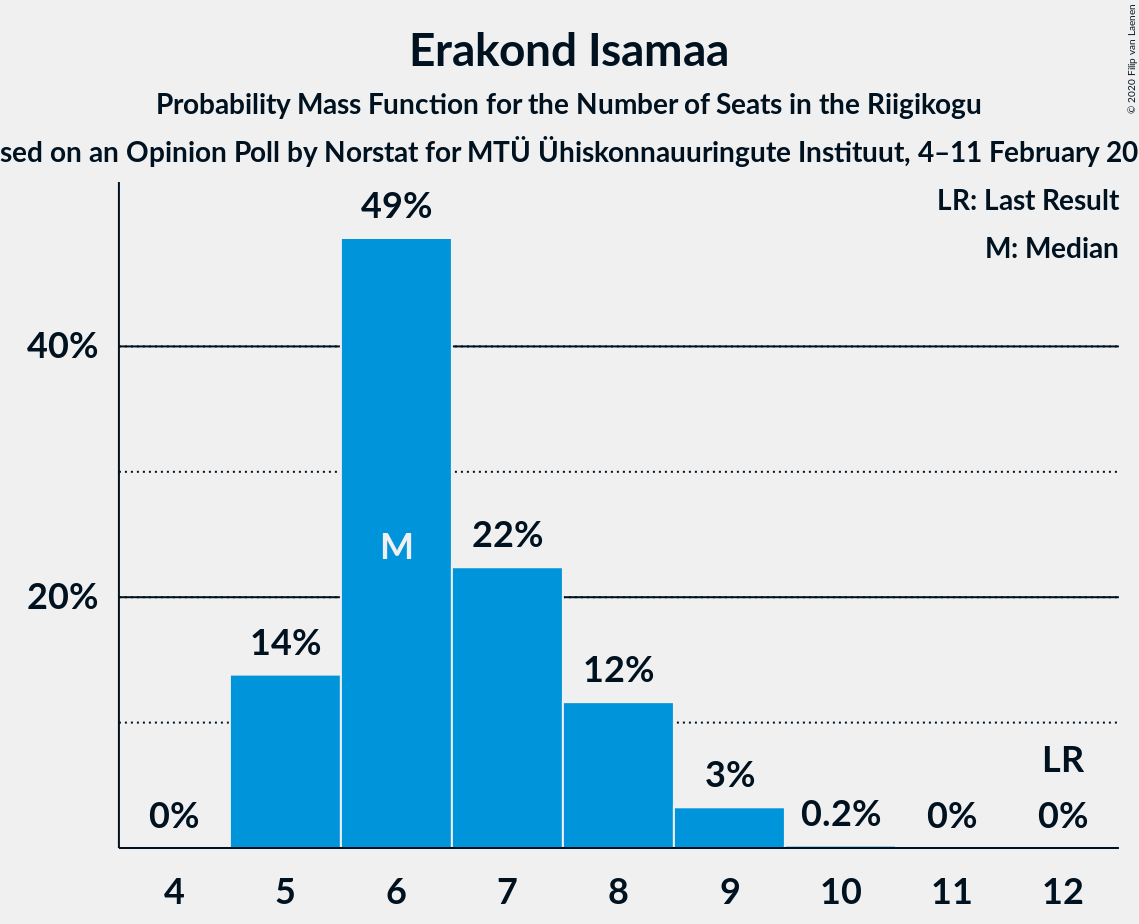 Erakond Isamaa
Probability Mass Function for the Number of Seats in the Riigikogu
sed on an Opinion Poll by Norstat for MTÜ Ühiskonnauuringute Instituut, 4–11 February 20
© 2020 Filip van Laenen
LR: Last Result
M: Median
49%
40%
M
22%
20%
14%
12%
LR
3%
0%
0.2%
0%
0%
4 5 6 7 8 9 10 11 12